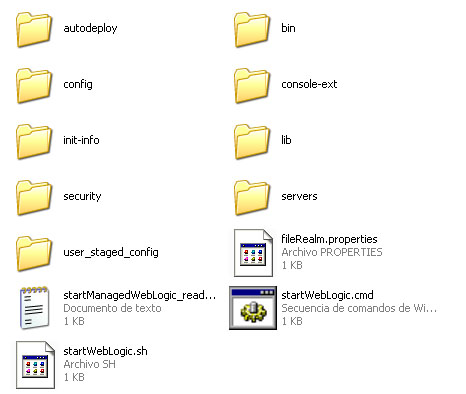 autodeploy
bin
config
console-ext
init-info
lib
security
servers
user_staged_config
fileRealm.properties
Archivo PROPERTIES
1 KB
startManagedWebLogic_read...
Documento de texto
1 KB
startWebLogic.cmd
Secuencia de comandos de Wi...
1 KB
startWebLogic.sh
Archivo SH
1 KB